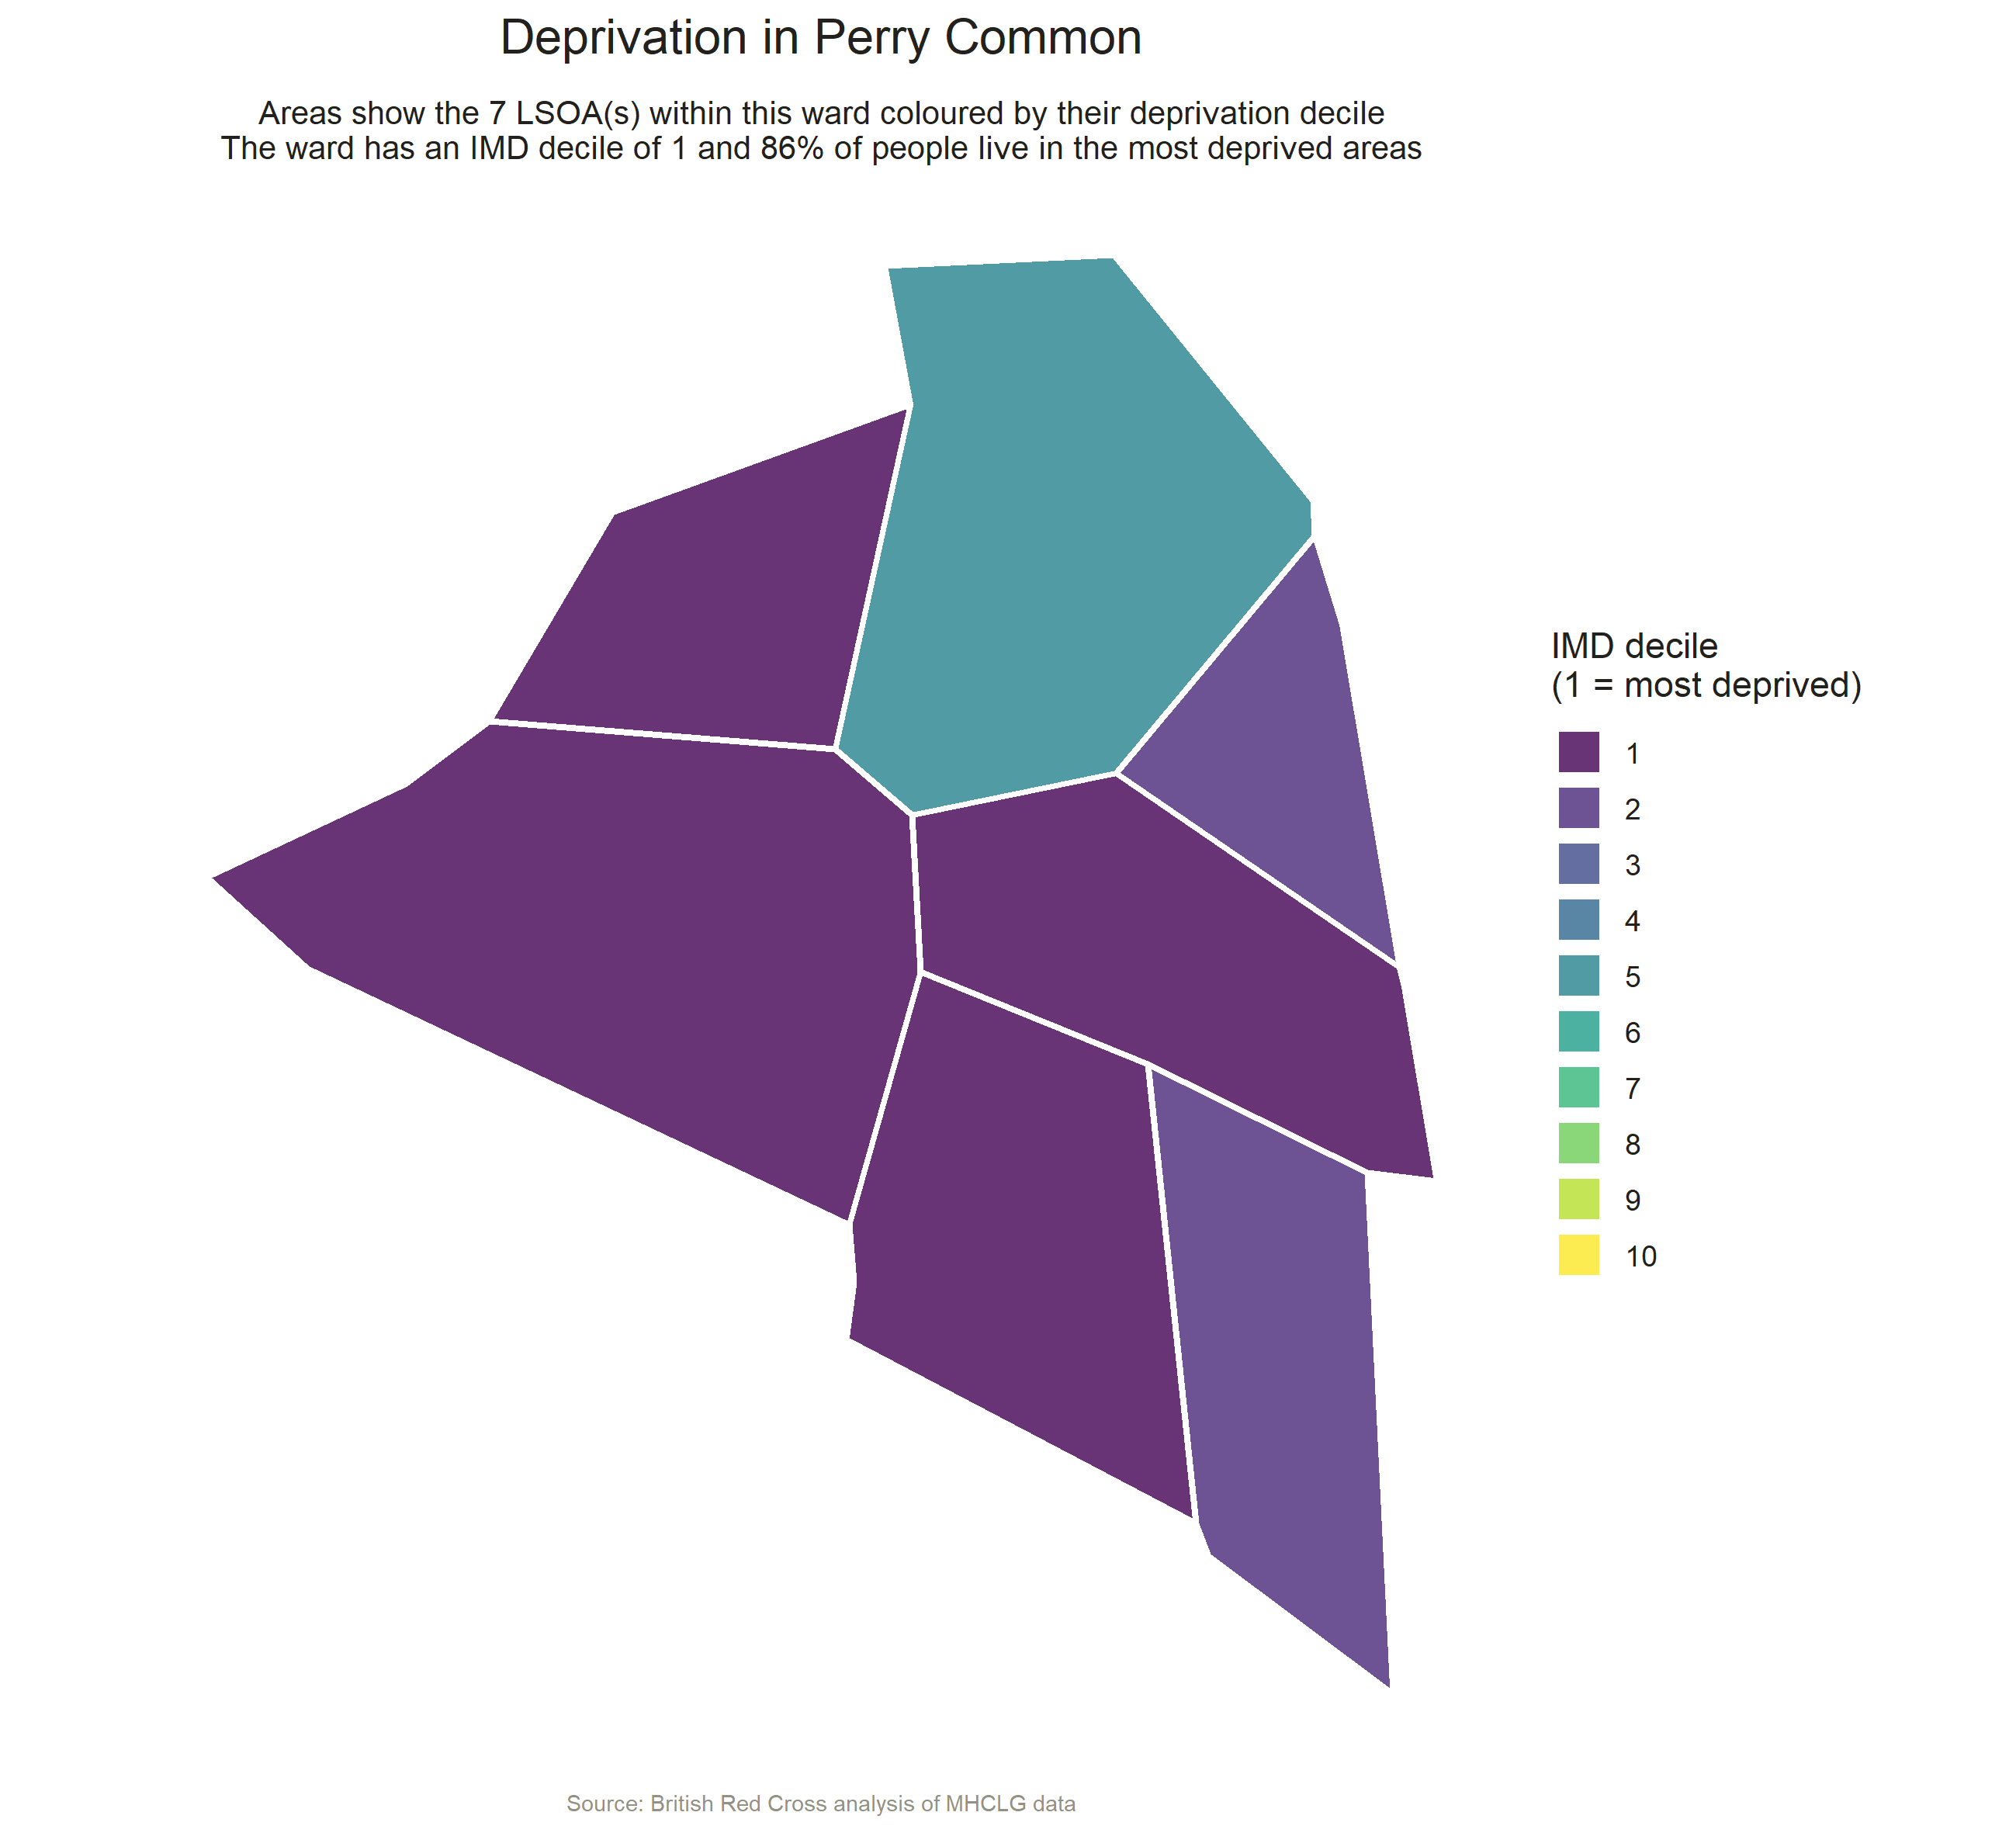 Deprivation in Perry Common
Areas show the 7 LSOA(s) within this ward coloured by their deprivation decile
The ward has an IMD decile of 1 and 86% of people live in the most deprived areas
IMD decile
(1 = most deprived)
1
2
3
4
5
6
7
8
9
10
Source: British Red Cross analysis of MHCLG data